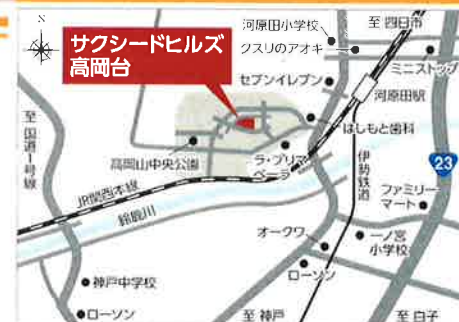 N
サクシードヒルズ
高岡台
河原田小学校
至 四日市
クスリのアオキ
ミニストップ
セブンイレブン
河原田駅
はしもと歯科
至 国道1号線
高岡山中央公園
ラ・プリマ
ベーラ
伊勢鉄道
23
JR関西本線
鈴鹿川
ファミリー
マート
オークワ
一ノ宮
小学校
ローソン
神戸中学校
ローソン
至 神戸
至 白子